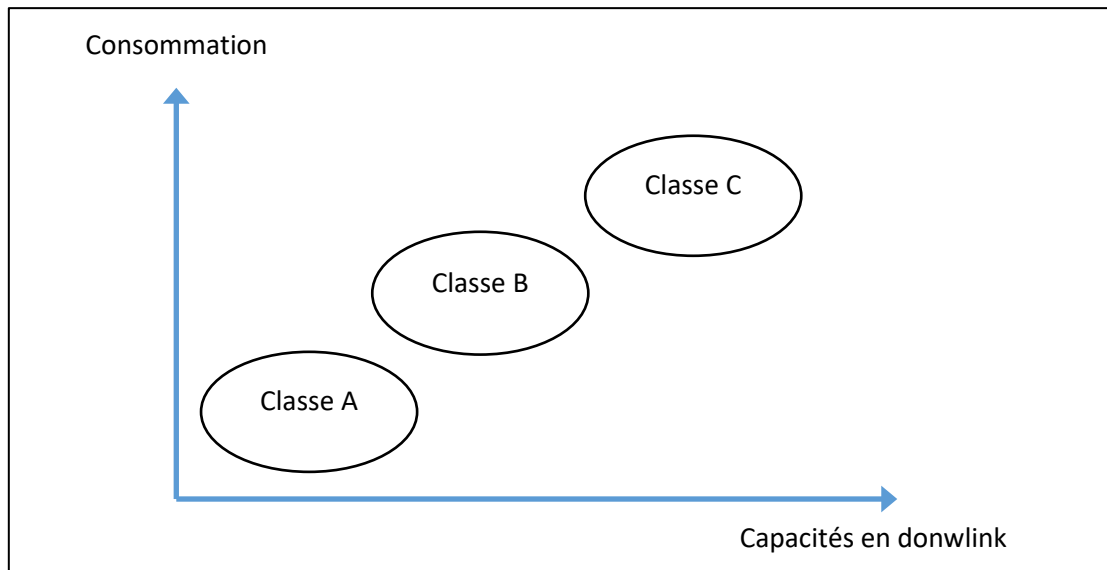 Consommation
Classe C
Classe B
Classe A
Capacités en donwlink